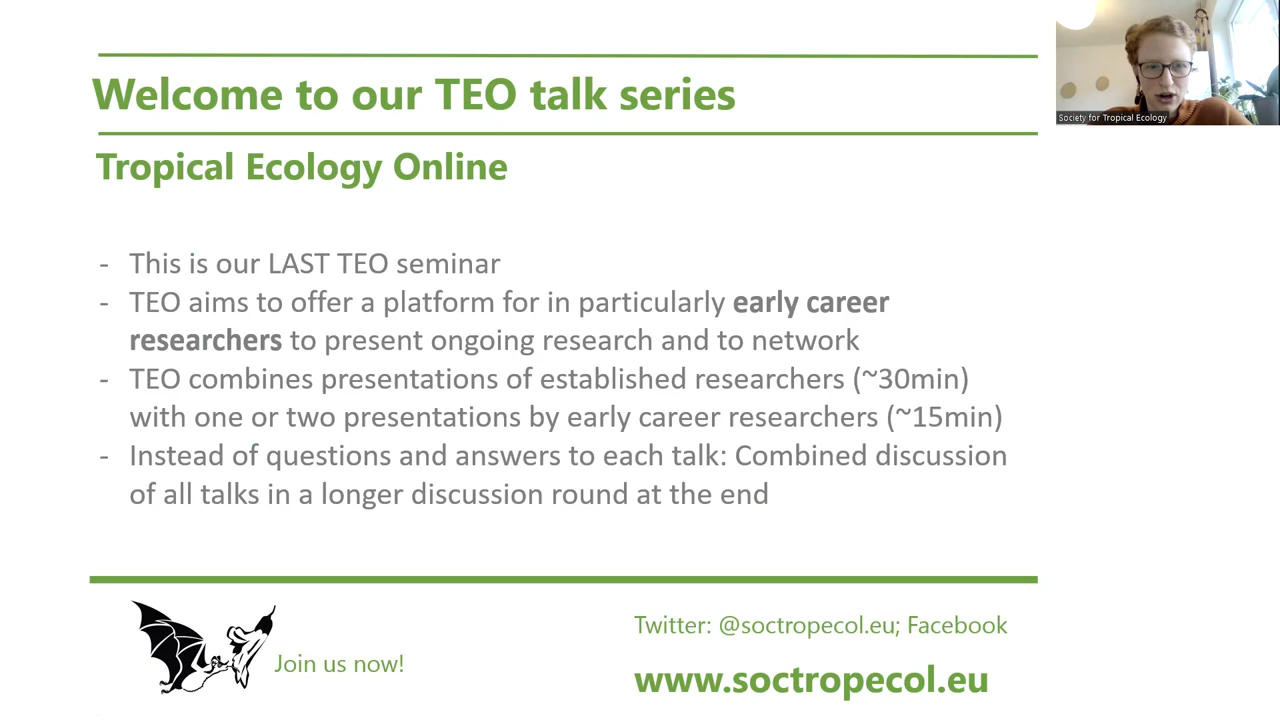 Welcome to our TEO talk series
Society for Tropical Ecology
Tropical Ecology Online
- This is our LAST TEO seminar
- TEO aims to offer a platform for in particularly early career
researchers to present ongoing research and to network
- TEO combines presentations of established researchers (~30min)
with one or two presentations by early career researchers (~15min)
- Instead of questions and answers to each talk: Combined discussion
of all talks in a longer discussion round at the end
Join us now!
Twitter: @soctropecol.eu; Facebook
www.soctropecol.eu